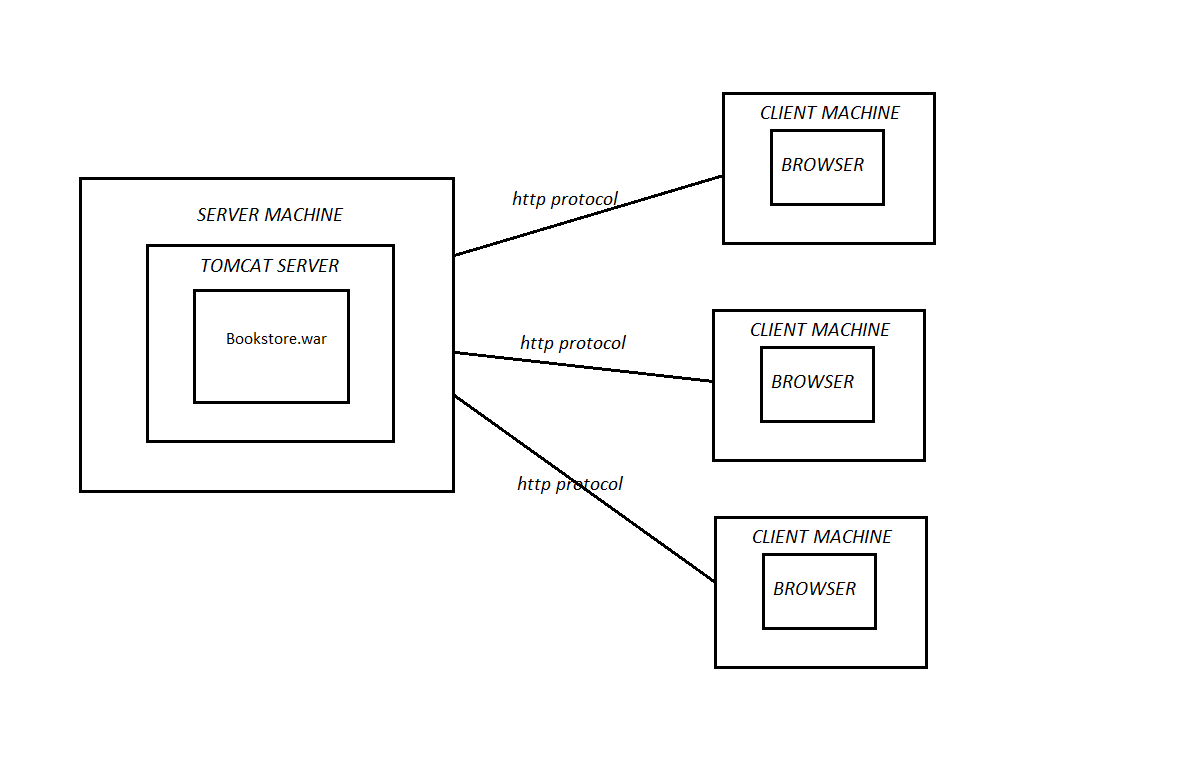 SERVER MACHINE
TOMCAT SERVER
Bookstore.war
http protocol
http protocol
http protocol
CLIENT MACHINE
BROWSER
CLIENT MACHINE
BROWSER
CLIENT MACHINE
BROWSER